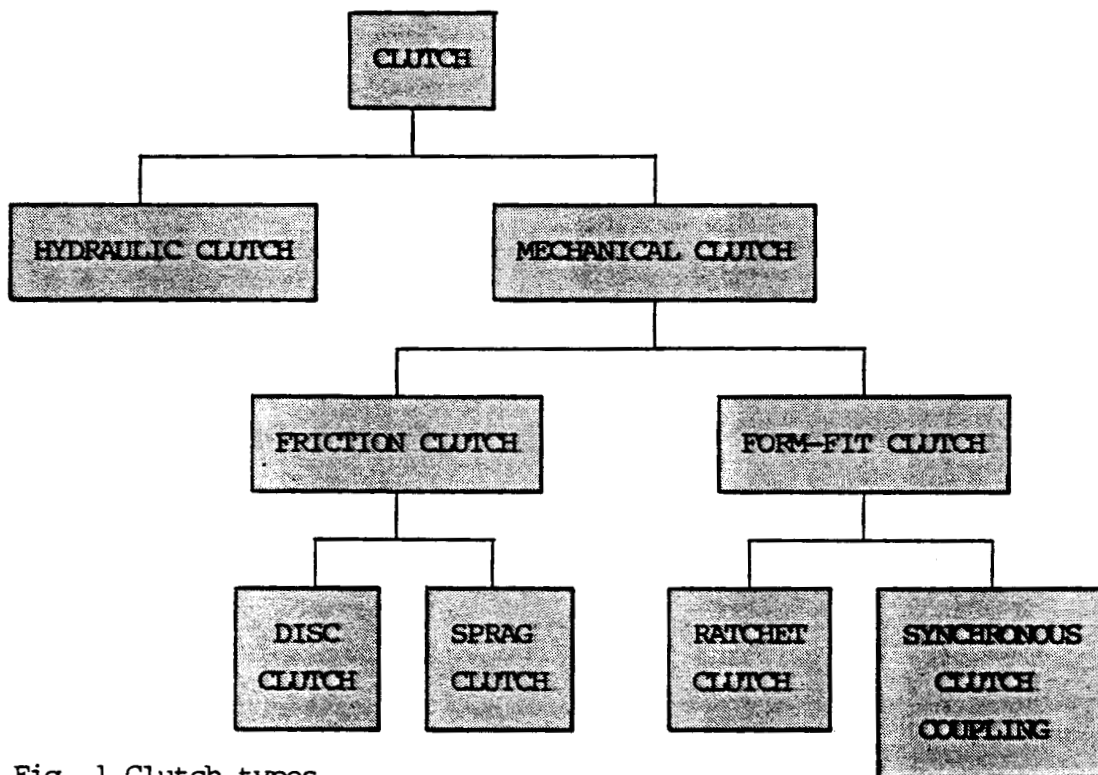 CLUTCH
HYDRAULIC CLUTCH
MECHANICAL CLUTCH
FRICTION CLUTCH
FORM-FIT CLUTCH
DISC
CLUTCH
SPRAG
CLUTCH
RATCHET
CLUTCH
SYNCHRONOUS
CLUTCH
COUPLING
Fig. 1 Clutch types